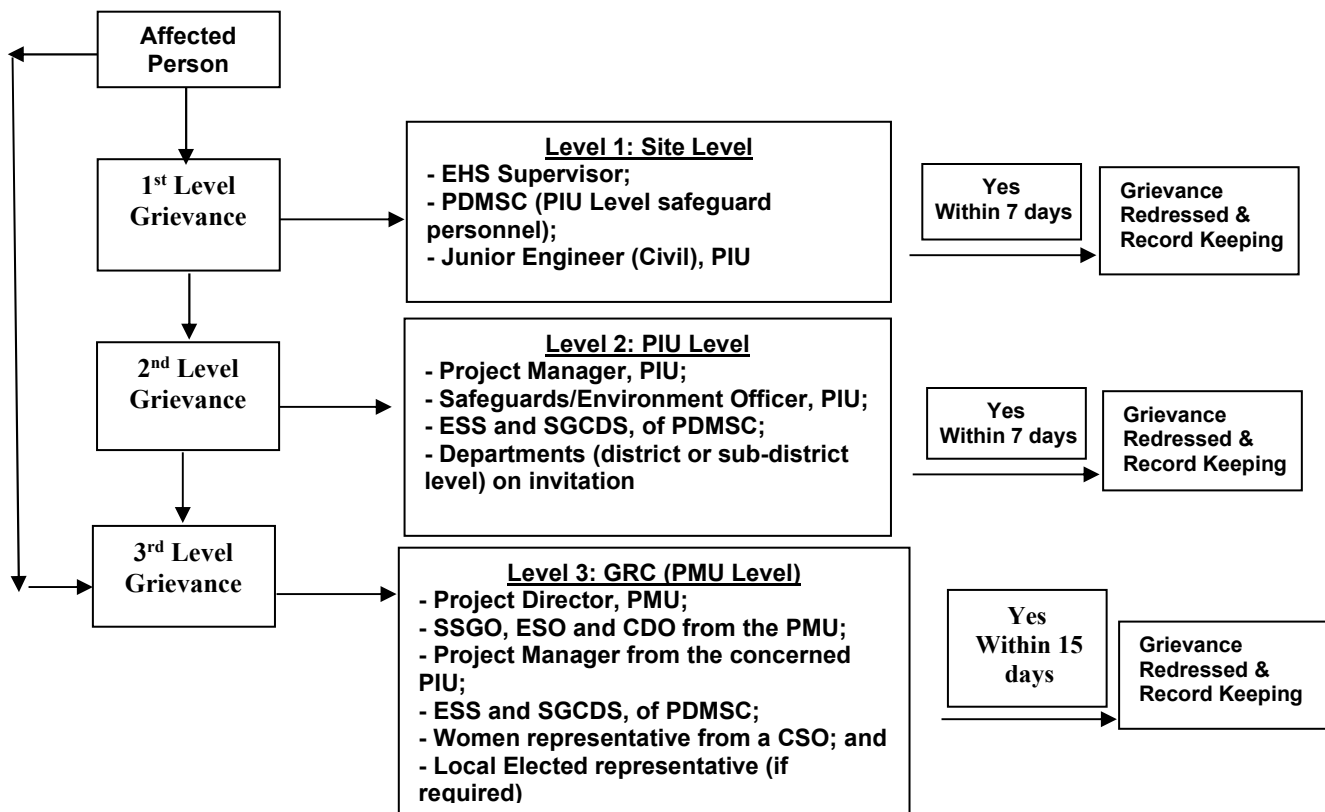 Affected
Person
1st Level
Grievance
Level 1: Site Level
- EHS Supervisor;
- PDMSC (PIU Level safeguard
personnel);
- Junior Engineer (Civil), PIU
Yes
Within 7 days
Grievance
Redressed &
Record Keeping
2nd Level
Grievance
Level 2: PIU Level
- Project Manager, PIU;
- Safeguards/Environment Officer, PIU;
- ESS and SGCDS, of PDMSC;
- Departments (district or sub-district
level) on invitation
Yes
Within 7 days
Grievance
Redressed &
Record Keeping
3rd Level
Grievance
Level 3: GRC (PMU Level)
- Project Director, PMU;
- SSGO, ESO and CDO from the PMU;
- Project Manager from the concerned
PIU;
- ESS and SGCDS, of PDMSC;
- Women representative from a CSO; and
- Local Elected representative (if
required)
Yes
Within 15
days
Grievance
Redressed &
Record Keeping